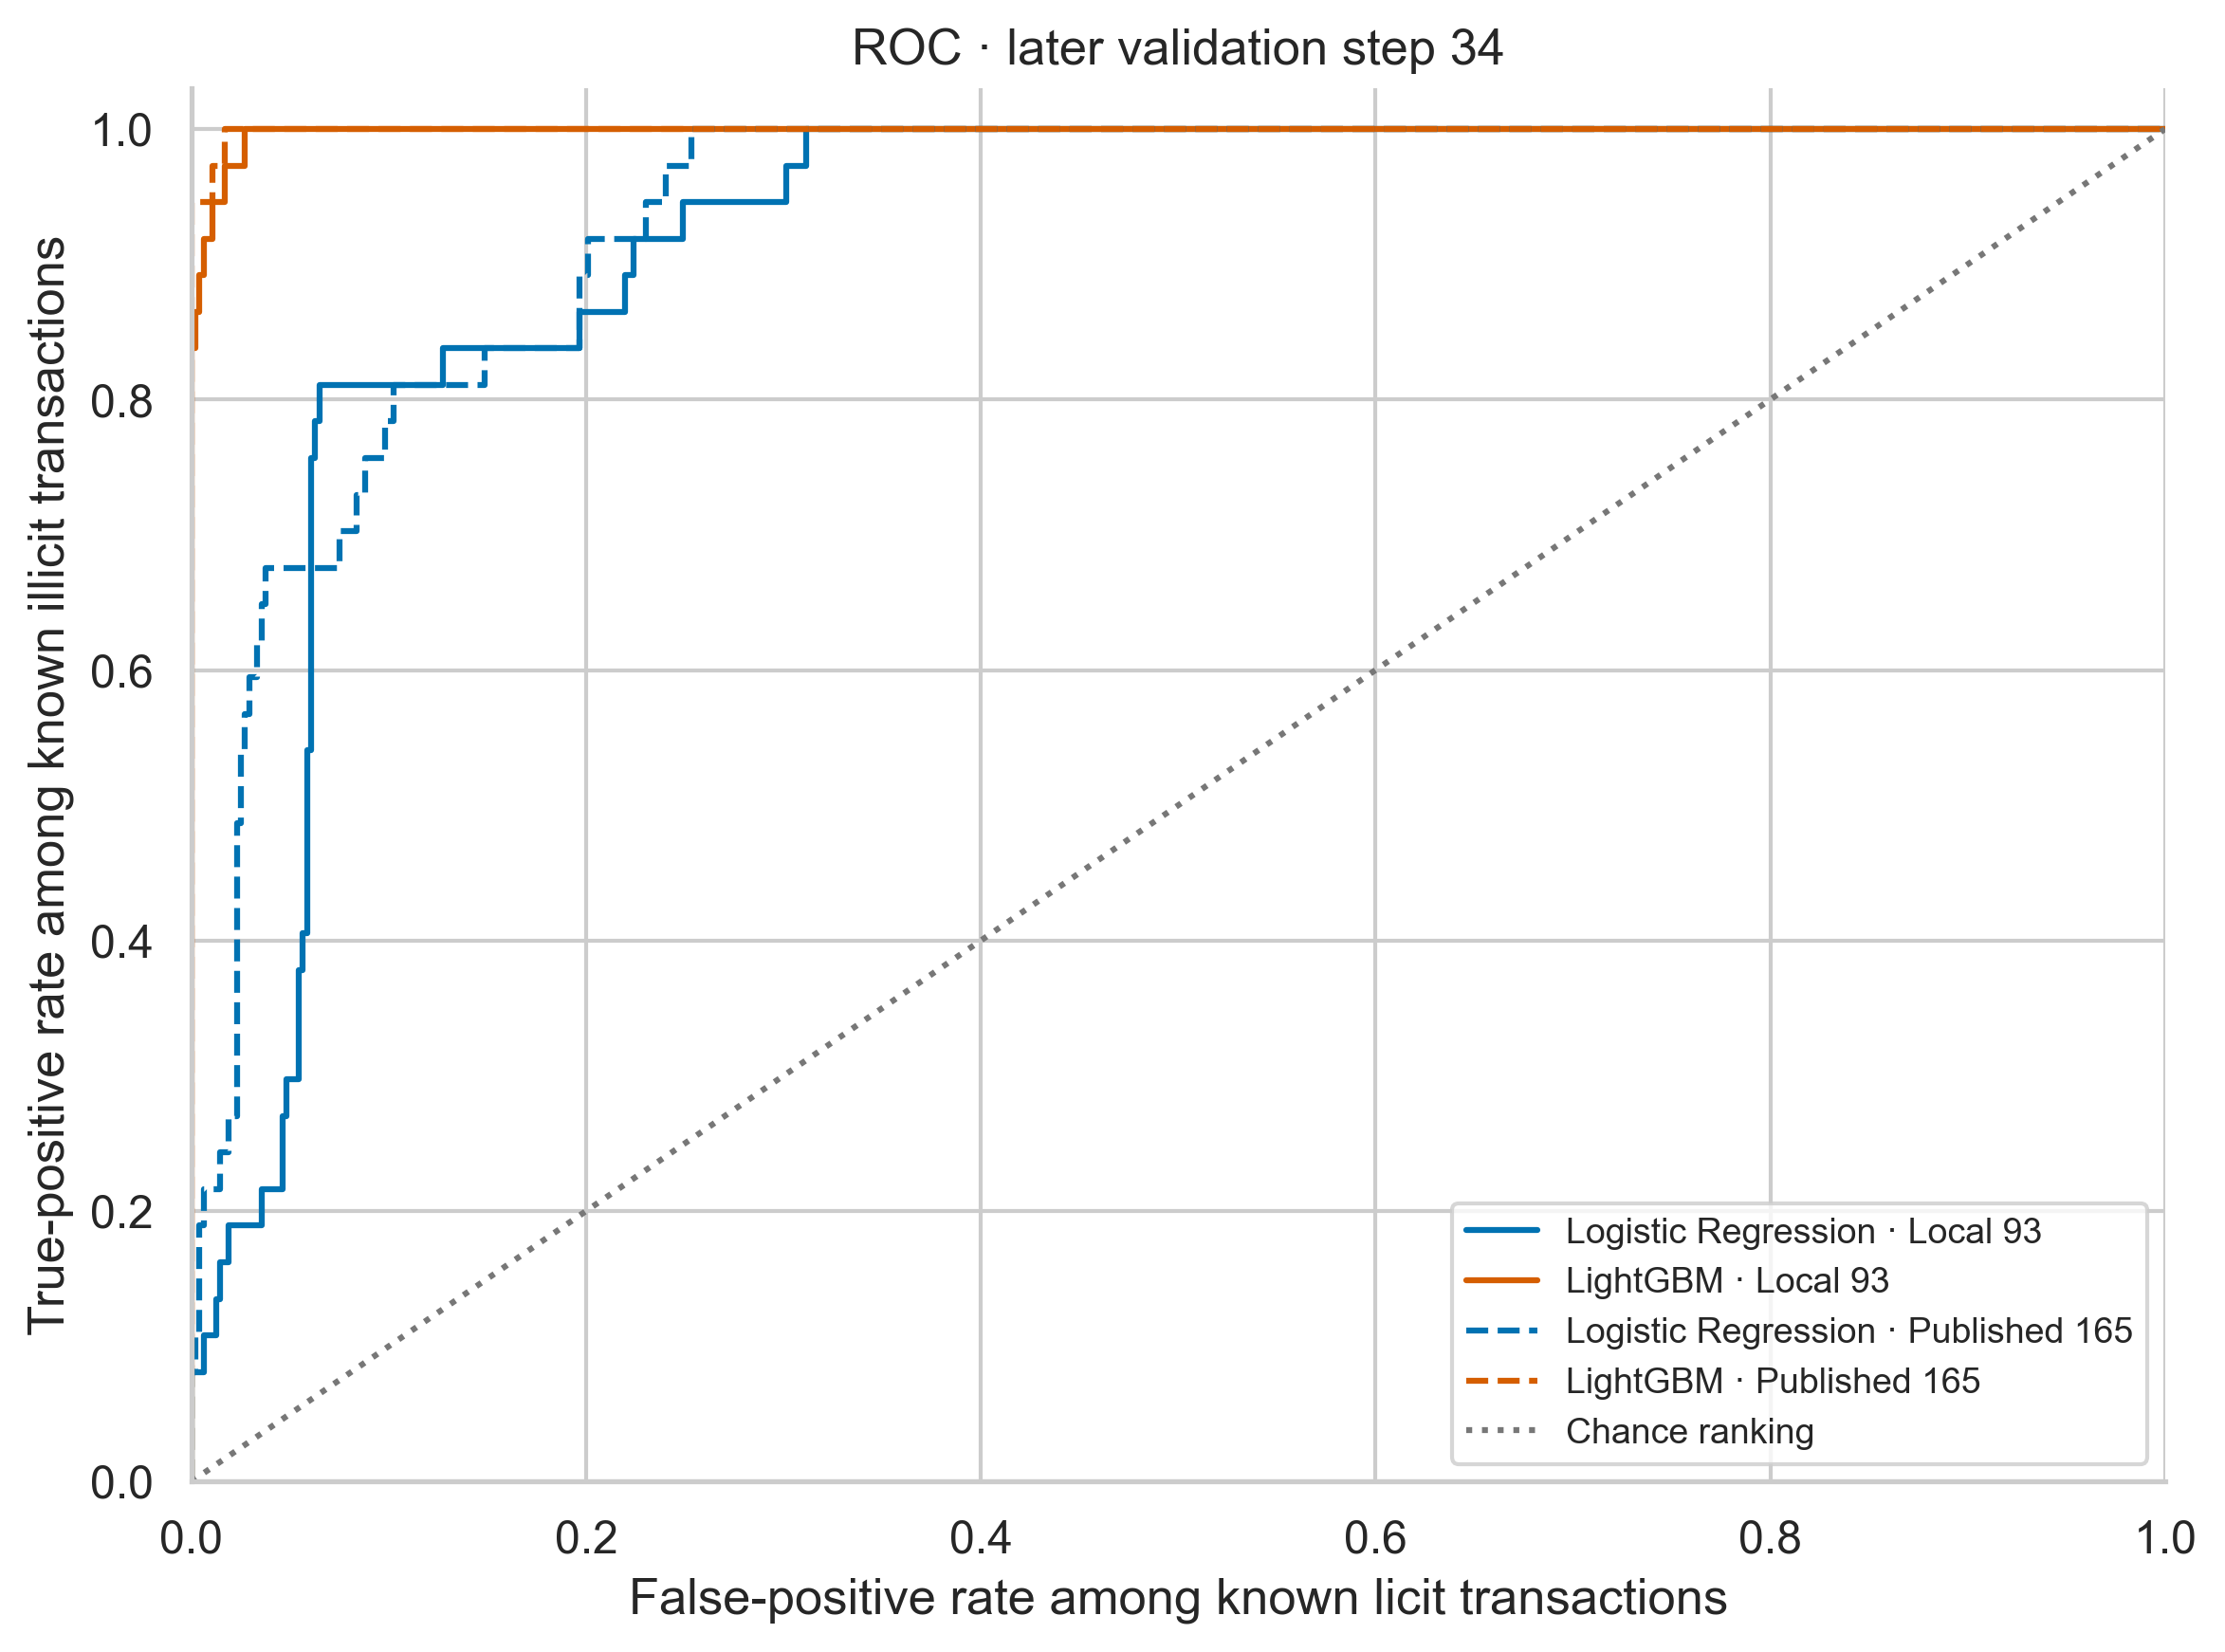 ROC · later validation step 34
True-positive rate among known illicit transactions
1.0
0.8
0.6
0.4
0.2
0.0
0.0 0.2 0.4 0.6 0.8 1.0
False-positive rate among known licit transactions
Logistic Regression · Local 93
LightGBM · Local 93
Logistic Regression · Published 165
LightGBM · Published 165
Chance ranking